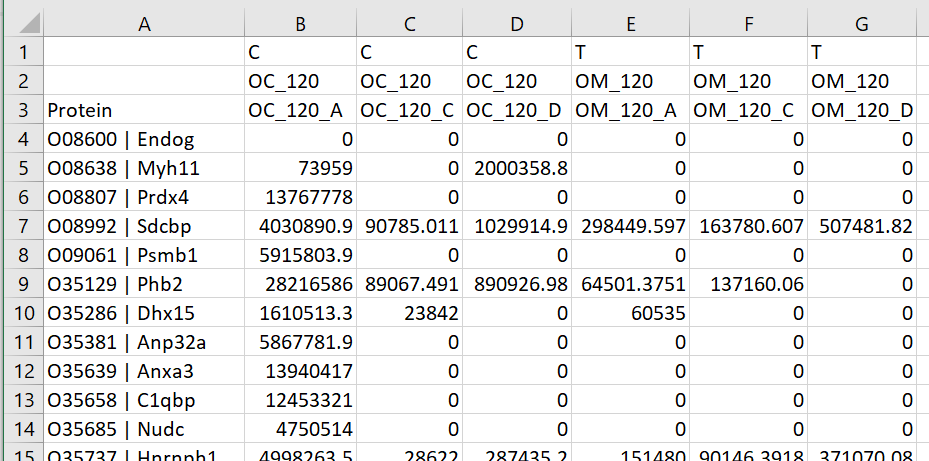 A B C D E F G
1 C C C T T T
2 OC_120 OC_120 OC_120 OM_120 OM_120 OM_120
3 Protein OC_120_A OC_120_C OC_120_D OM_120_A OM_120_C OM_120_D
4 O08600 | Endog 0 0 0 0 0 0
5 O08638 | Myh11 73959 0 2000358.8 0 0 0
6 O08807 | Prdx4 13767778 0 0 0 0 0
7 O08992 | Sdcbp 4030890.9 90785.011 1029914.9 298449.597 163780.607 507481.82
8 O09061 | Psmb1 5915803.9 0 0 0 0 0
9 O35129 | Phb2 28216586 89067.491 890926.98 64501.3751 137160.06 0
10 O35286 | Dhx15 1610513.3 23842 0 60535 0 0
11 O35381 | Anp32a 5867781.9 0 0 0 0 0
12 O35639 | Anxa3 13940417 0 0 0 0 0
13 O35658 | C1qbp 12453321 0 0 0 0 0
14 O35685 | Nudc 4750514 0 0 0 0 0
15 O35737 | Hnrnph1 4998263.5 28622 287435.2 151480 90146.3918 371070.08